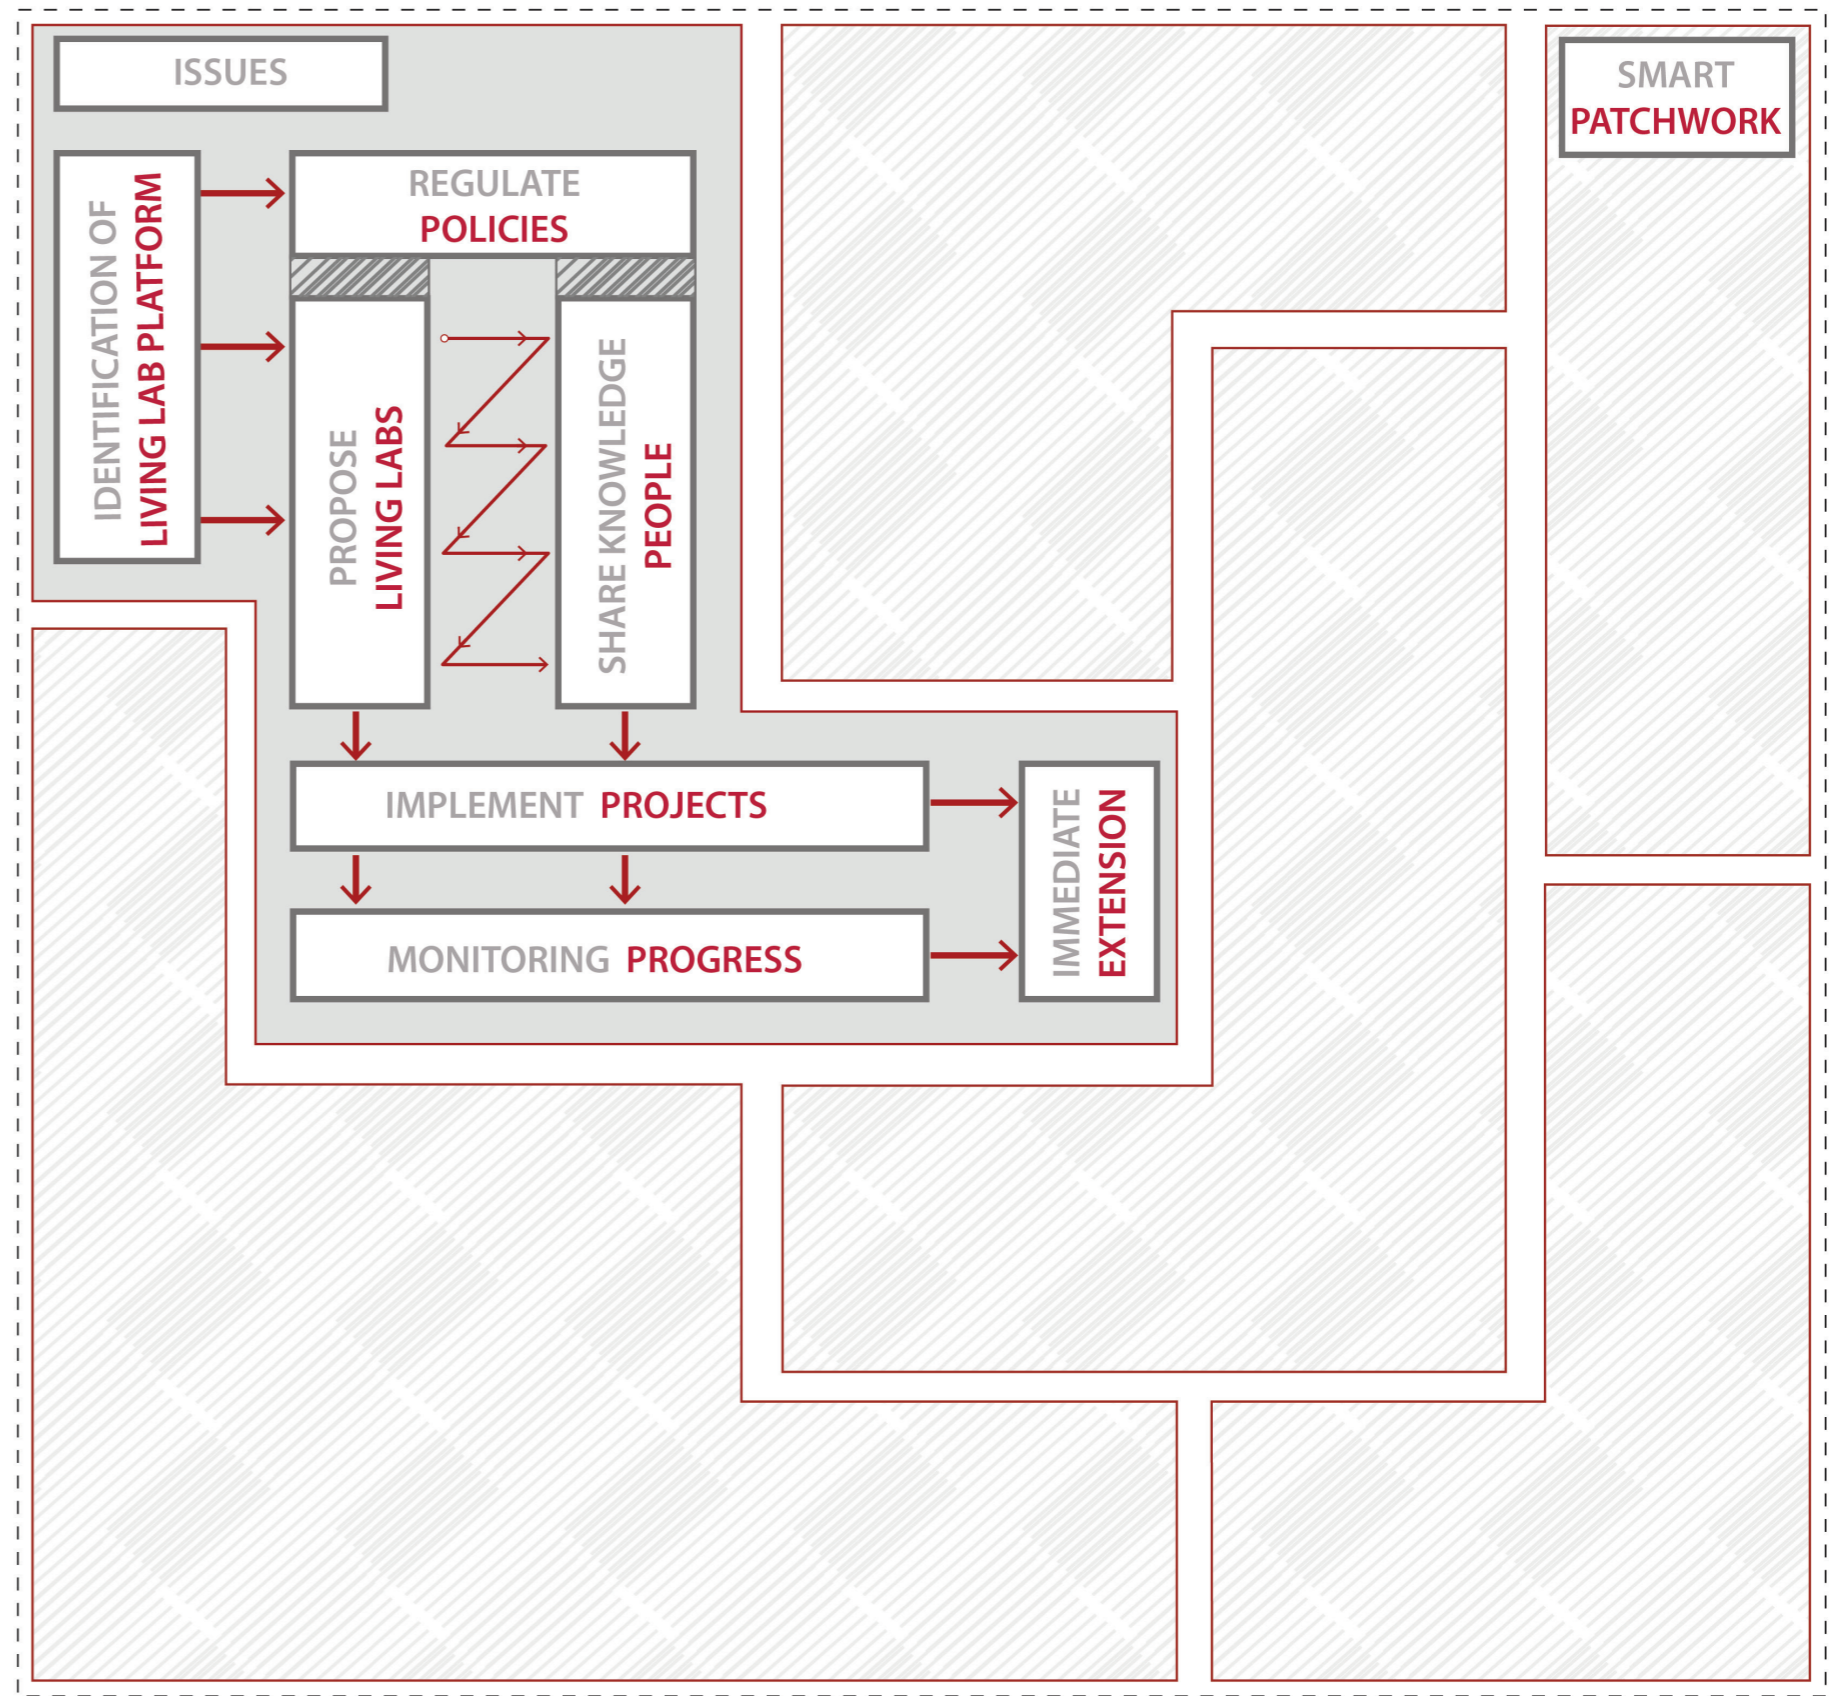 ISSUES
SMART
PATCHWORK
IDENTIFICATION OF
LIVING LAB PLATFORM
REGULATE
POLICIES
PROPOSE
LIVING LABS
SHARE KNOWLEDGE
PEOPLE
IMPLEMENT PROJECTS
MONITORING PROGRESS
IMMEDIATE
EXTENSION